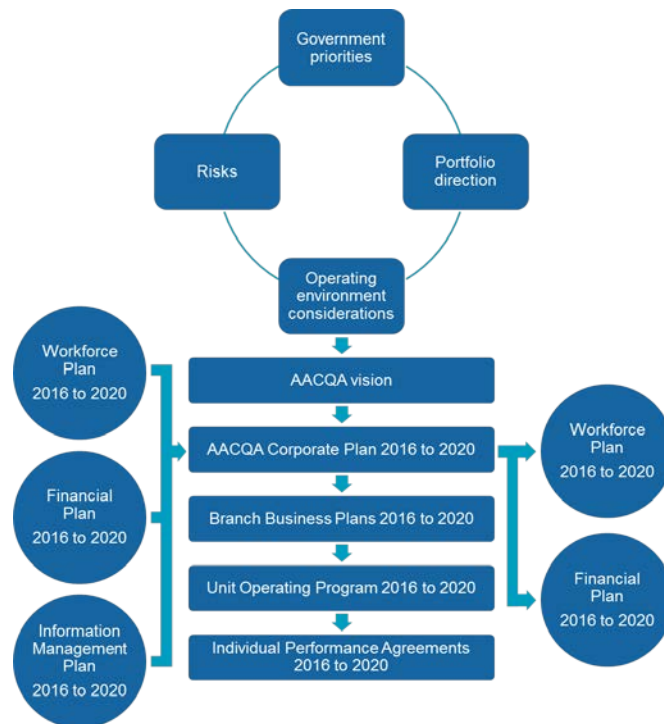 Government
priorities
Risks
Portfolio
direction
Operating
environment
considerations
Workforce
Plan
2016 to 2020
Financial
Plan
2016 to 2020
Information
Management
Plan
2016 to 2020
AACQA vision
AACQA Corporate Plan 2016 to 2020
Branch Business Plans 2016 to 2020
Unit Operating Program 2016 to 2020
Individual Performance Agreements
2016 to 2020
Workforce
Plan
2016 to 2020
Financial
Plan
2016 to 2020